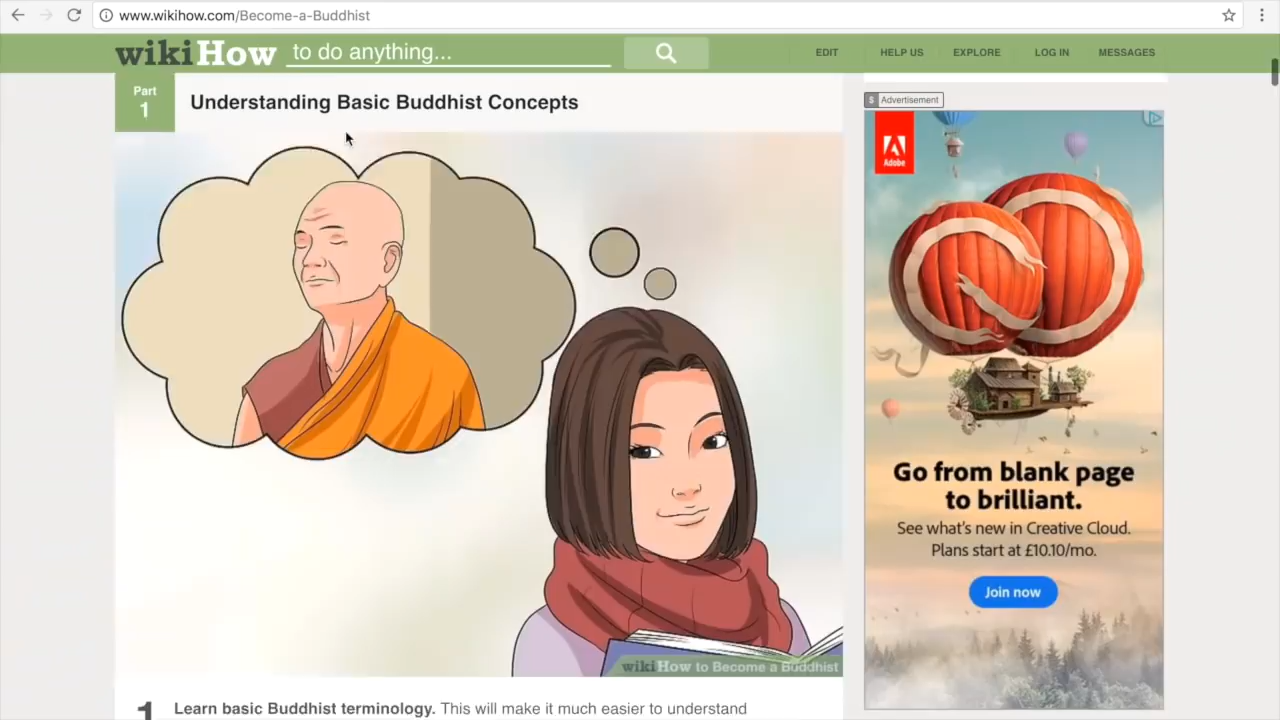 www.wikihow.com/Become-a-Buddhist
wikiHow to do anything...
EDIT
HELP US
EXPLORE
LOG IN
MESSAGES
Part
1
Understanding Basic Buddhist Concepts
$ Advertisement
Adobe
Go from blank page
to brilliant.
See what's new in Creative Cloud.
Plans start at £10.10/mo.
Join now
wikiHow to Become a Buddhist
1 Learn basic Buddhist terminology. This will make it much easier to understand